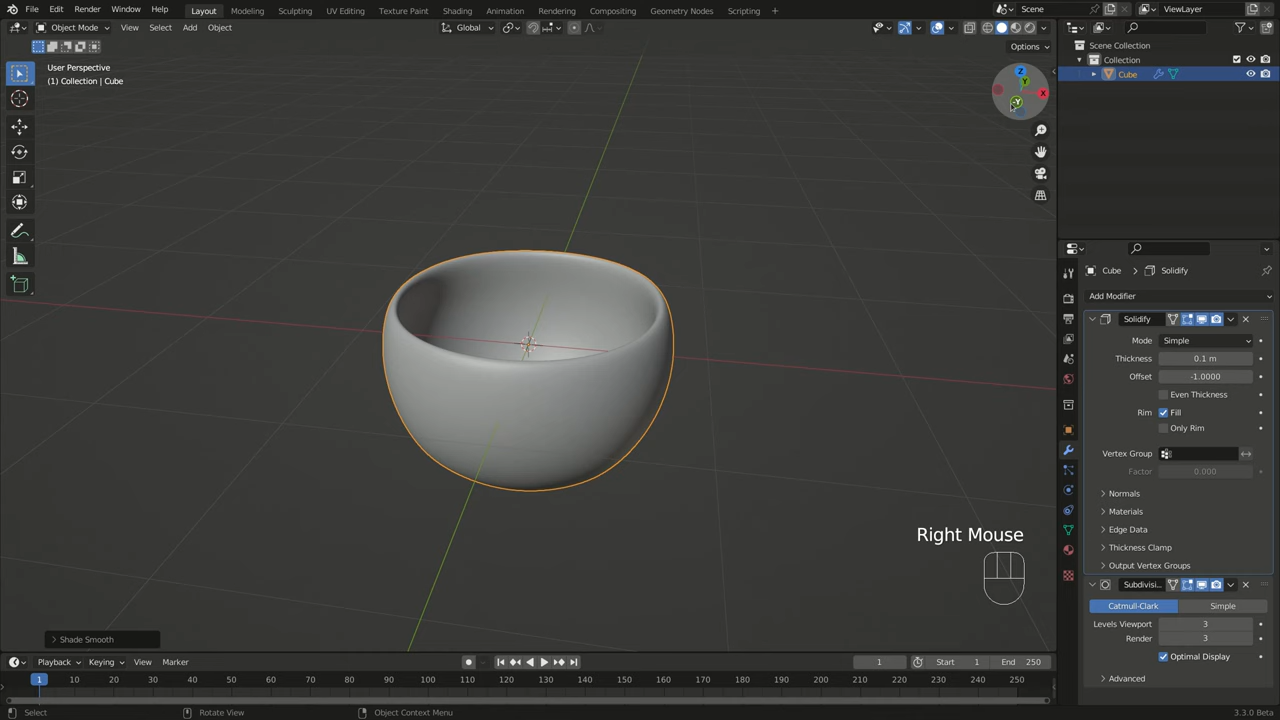 File Edit Render Window Help Layout Modeling Sculpting UV Editing Texture Paint Shading Animation Rendering Compositing Geometry Nodes Scripting + Scene ViewLayer
Object Mode View Select Add Object Global
Options
User Perspective
(1) Collection | Cube
Z
Y
X
-Y
Scene Collection
Collection
Cube
Cube > Solidify
Add Modifier
Solidify
Mode Simple
Thickness 0.1 m
Offset -1.0000
Even Thickness
Rim Fill
Only Rim
Vertex Group
Factor 0.000
Normals
Materials
Edge Data
Thickness Clamp
Output Vertex Groups
Subdivisi...
Catmull-Clark Simple
Levels Viewport 3
Render 3
Optimal Display
Advanced
Right Mouse
Shade Smooth
Playback Keying View Marker 1 Start 1 End 250
1 10 20 30 40 50 60 70 80 90 100 110 120 130 140 150 160 170 180 190 200 210 220 230 240 250
Select Rotate View Object Context Menu 3.3.0 Beta